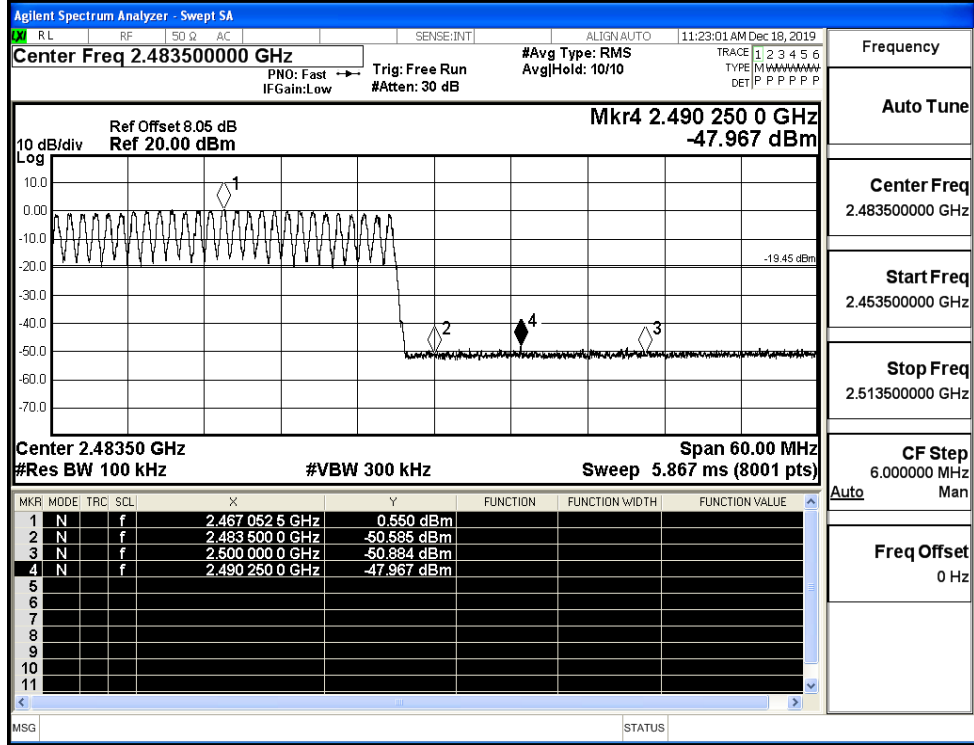 Agilent Spectrum Analyzer - Swept SA
LXI RL RF 50 Ω AC SENSE:INT ALIGN AUTO 11:23:01 AM Dec 18, 2019
Center Freq 2.483500000 GHz
PNO: Fast
IFGain:Low
Trig: Free Run
#Atten: 30 dB
#Avg Type: RMS
Avg|Hold: 10/10
TRACE 1 2 3 4 5 6
TYPE M WWWWW
DET P P P P P P
Ref Offset 8.05 dB
Ref 20.00 dBm
10 dB/div
Log
Mkr4 2.490 250 0 GHz
-47.967 dBm
10.0
0.00
-10.0
-20.0
-30.0
-40.0
-50.0
-60.0
-70.0
1
2
4
3
-19.45 dBm
Center 2.48350 GHz Span 60.00 MHz
#Res BW 100 kHz #VBW 300 kHz Sweep 5.867 ms (8001 pts)
MKR MODE TRC SCL X Y FUNCTION FUNCTION WIDTH FUNCTION VALUE
1 N f 2.467 052 5 GHz 0.550 dBm
2 N f 2.483 500 0 GHz -50.585 dBm
3 N f 2.500 000 0 GHz -50.884 dBm
4 N f 2.490 250 0 GHz -47.967 dBm
5
6
7
8
9
10
11
MSG STATUS
Frequency
Auto Tune
Center Freq
2.483500000 GHz
Start Freq
2.453500000 GHz
Stop Freq
2.513500000 GHz
CF Step
6.000000 MHz
Auto Man
Freq Offset
0 Hz